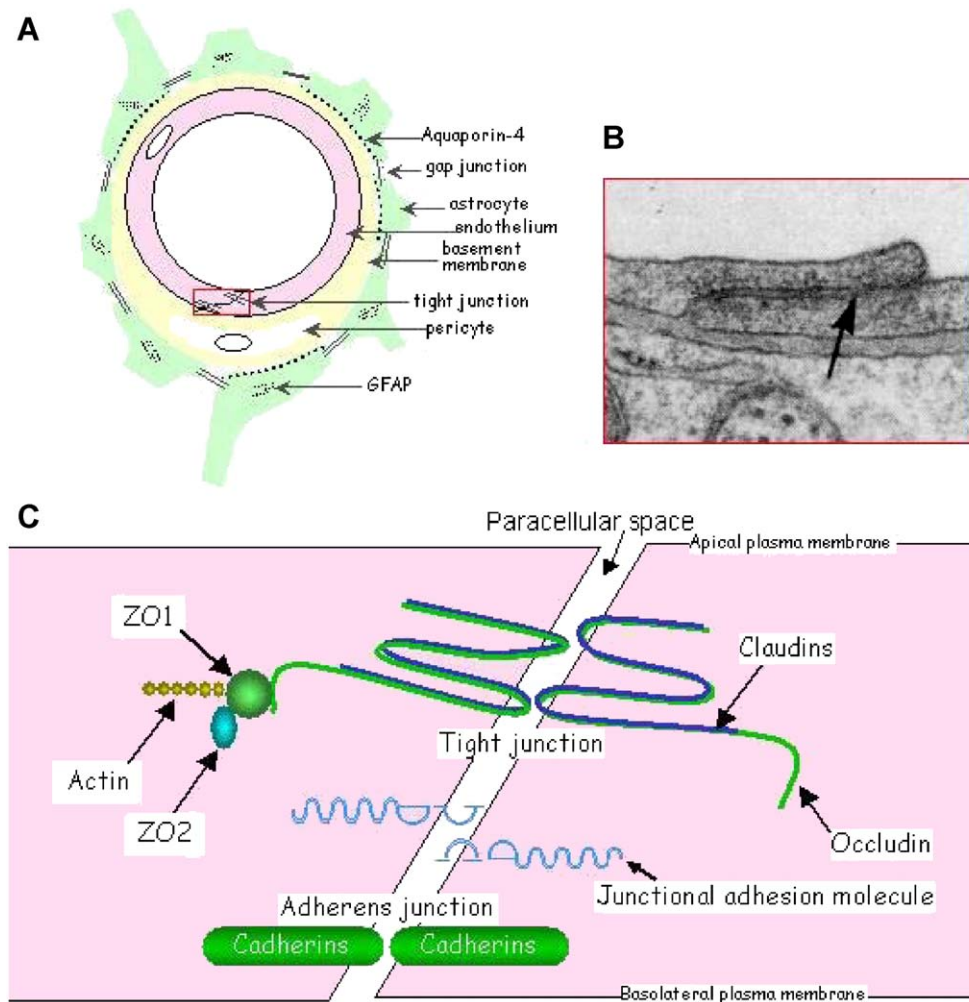 A
Aquaporin-4
gap junction
astrocyte
endothelium
basement
membrane
tight junction
pericyte
GFAP
B
C
Paracellular space
Apical plasma membrane
ZO1
Claudins
Tight junction
Actin
ZO2
Occludin
Junctional adhesion molecule
Adherens junction
Cadherins Cadherins
Basolateral plasma membrane